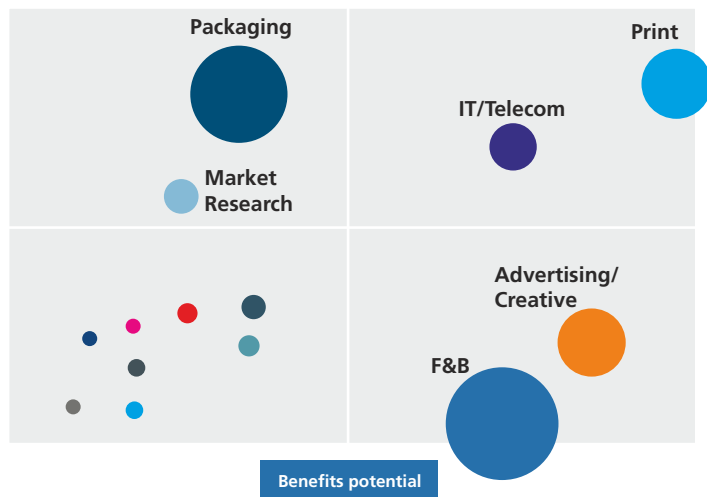 Packaging
Print
IT/Telecom
Market
Research
Advertising/
Creative
F&B
Benefits potential